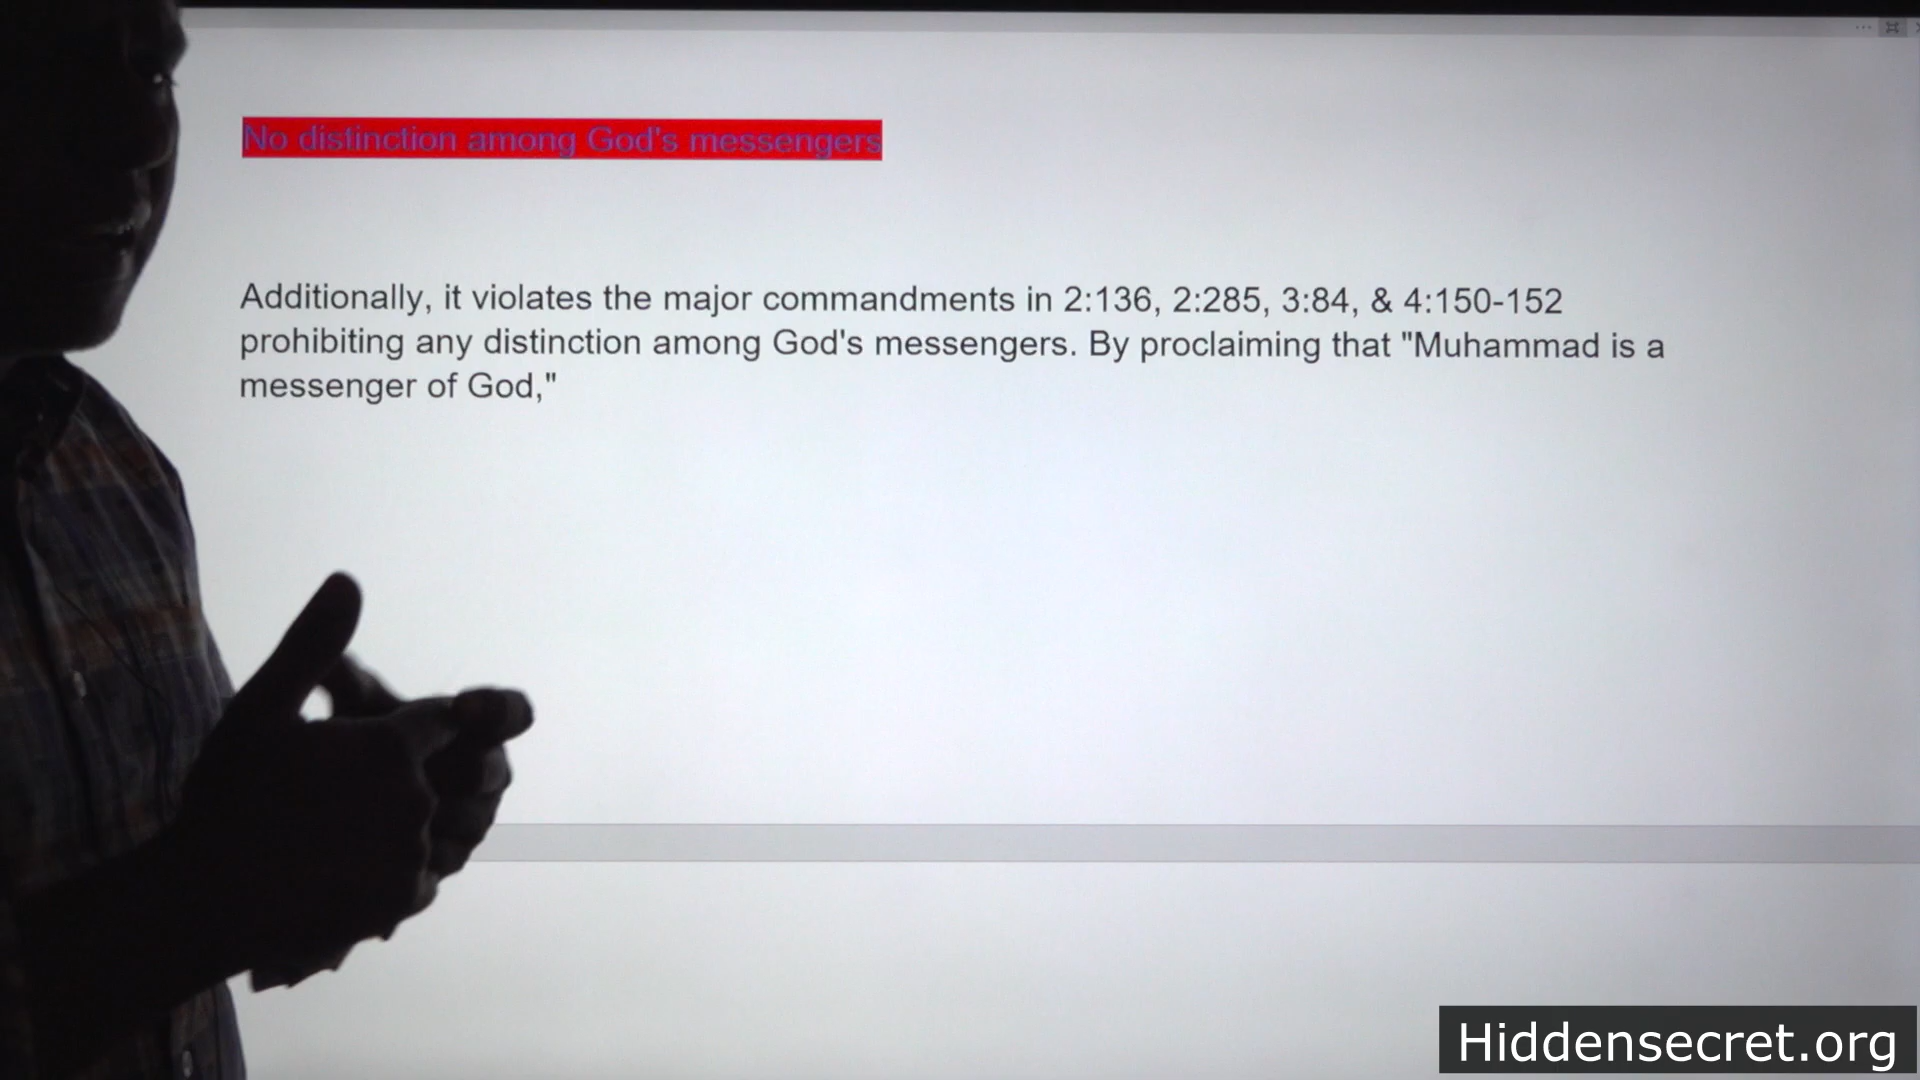 No distinction among God's messengers
Additionally, it violates the major commandments in 2:136, 2:285, 3:84, & 4:150-152
prohibiting any distinction among God's messengers. By proclaiming that "Muhammad is a
messenger of God,"
Hiddensecret.org